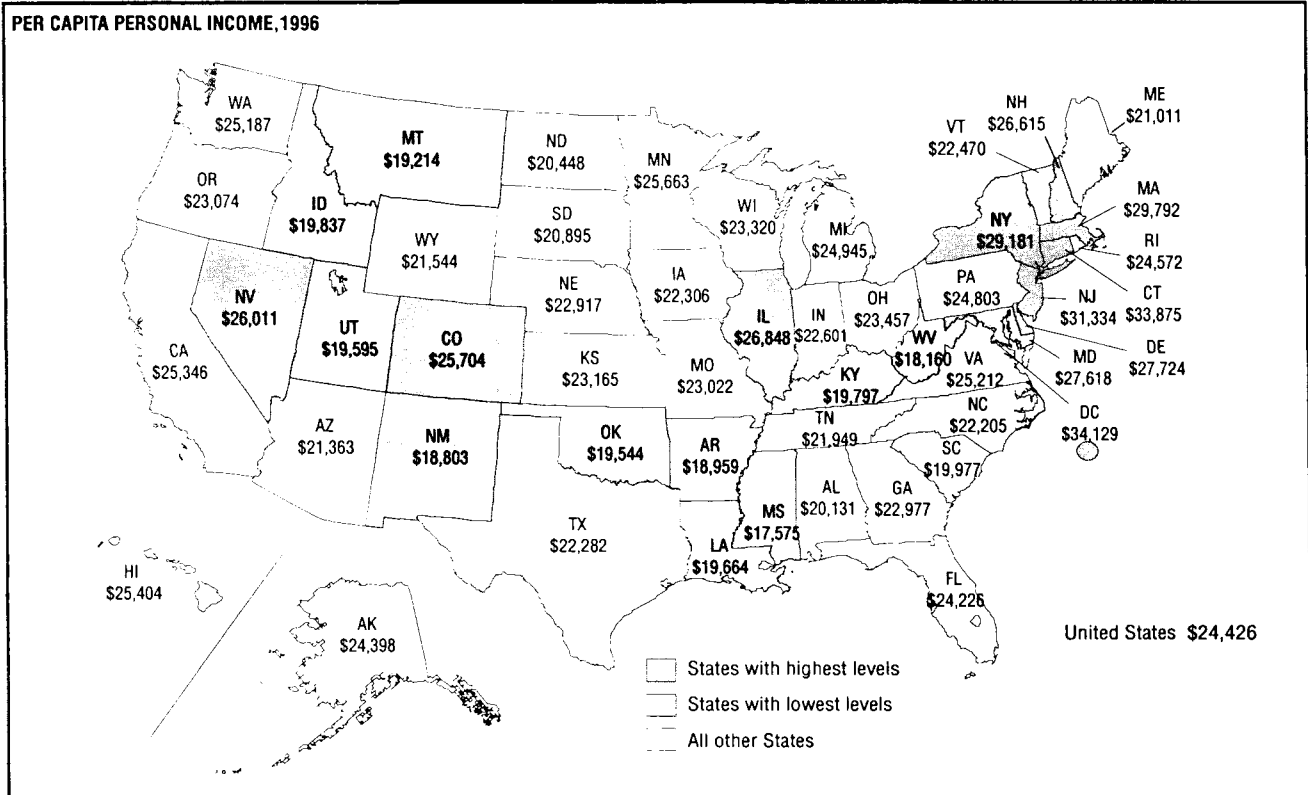 PER CAPITA PERSONAL INCOME, 1996
WA
$25,187
MT
$19,214
ND
$20,448
MN
$25,663
VT
$22,470
NH
$26,615
ME
$21,011
OR
$23,074
ID
$19,837
WY
$21,544
SD
$20,895
WI
$23,320
MI
$24,945
NY
$29,181
MA
$29,792
RI
$24,572
CT
$33,875
NJ
$31,334
DE
$27,724
MD
$27,618
DC
$34,129
NV
$26,011
UT
$19,595
CO
$25,704
NE
$22,917
IA
$22,306
IL
$26,848
IN
$22,601
OH
$23,457
PA
$24,803
WV
$18,160
VA
$25,212
CA
$25,346
KS
$23,165
MO
$23,022
KY
$19,797
NC
$22,205
TN
$21,949
SC
$19,977
AZ
$21,363
NM
$18,803
OK
$19,544
AR
$18,959
MS
$17,575
AL
$20,131
GA
$22,977
TX
$22,282
LA
$19,664
FL
$24,226
HI
$25,404
AK
$24,398
United States $24,426
States with highest levels
States with lowest levels
All other States